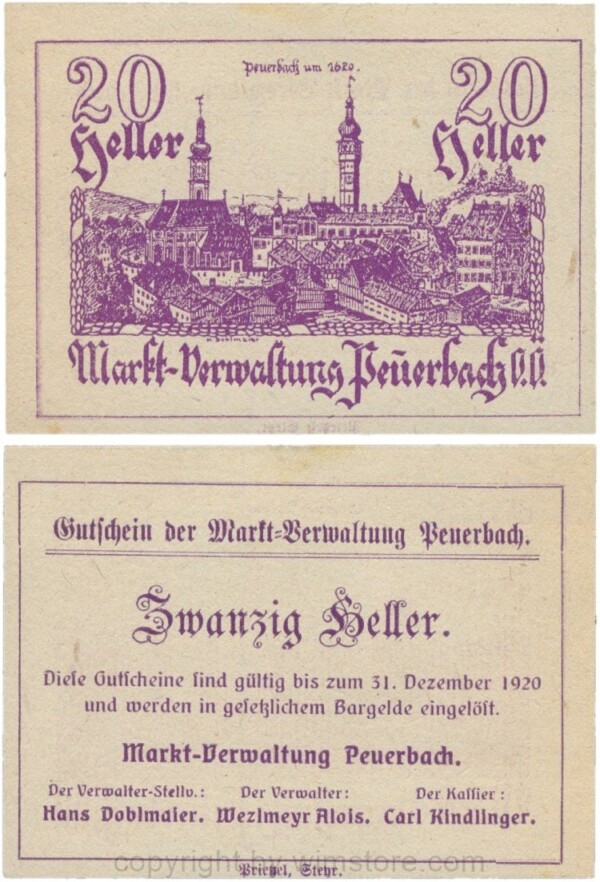 20 20
Peuerbach um 1620.
Heller Heller
H. Doblmaier
Markt-Verwaltung Peuerbach O.Ö.
Gutschein der Markt-Verwaltung Peuerbach.
Zwanzig Heller.
Diese Gutscheine sind gültig bis zum 31. Dezember 1920
und werden in gesetzlichem Bargelde eingelöst.
Markt-Verwaltung Peuerbach.
Der Verwalter-Stellv.: Der Verwalter: Der Kassier:
Hans Doblmaier. Wezlmeyr Alois. Carl Kindlinger.
copyright by wimstore.com
Prietzel, Steyr.